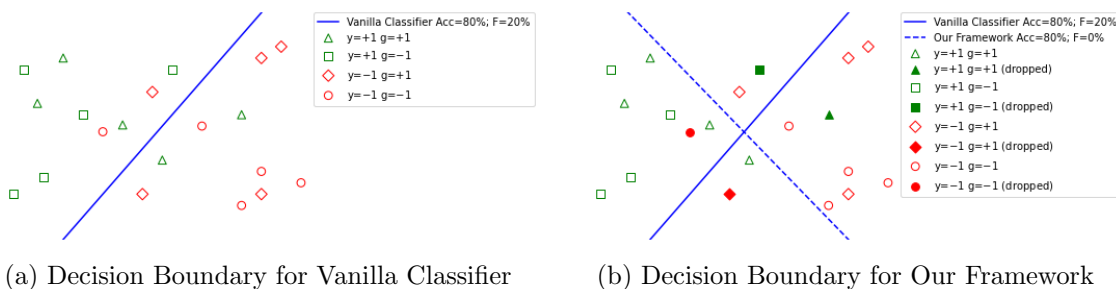 Vanilla Classifier Acc=80%; F=20%
y=+1 g=+1
y=+1 g=−1
y=−1 g=+1
y=−1 g=−1
Vanilla Classifier Acc=80%; F=20%
Our Framework Acc=80%; F=0%
y=+1 g=+1
y=+1 g=+1 (dropped)
y=+1 g=−1
y=+1 g=−1 (dropped)
y=−1 g=+1
y=−1 g=+1 (dropped)
y=−1 g=−1
y=−1 g=−1 (dropped)
(a) Decision Boundary for Vanilla Classifier
(b) Decision Boundary for Our Framework